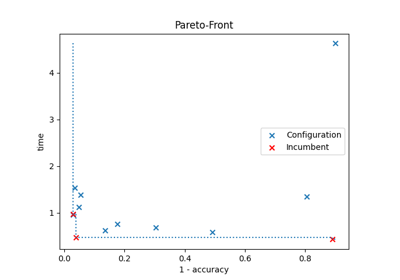 Pareto-Front
4
3
2
1
time
Configuration
Incumbent
0.0 0.2 0.4 0.6 0.8
1 - accuracy